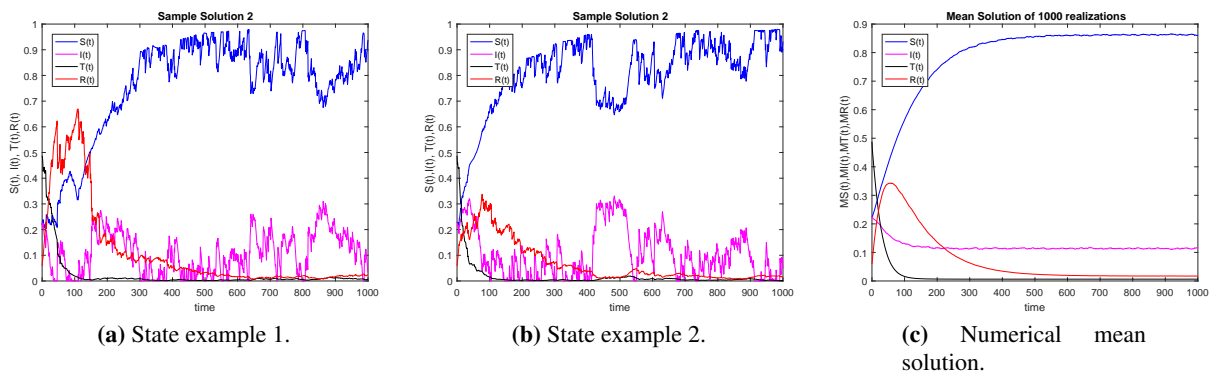 Sample Solution 2
S(t)
I(t)
T(t)
R(t)
S(t), I(t), T(t),R(t)
1
0.9
0.8
0.7
0.6
0.5
0.4
0.3
0.2
0.1
0
0 100 200 300 400 500 600 700 800 900 1000
time
(a) State example 1.
Sample Solution 2
S(t)
I(t)
T(t)
R(t)
S(t),I(t), T(t),R(t)
1
0.9
0.8
0.7
0.6
0.5
0.4
0.3
0.2
0.1
0
0 100 200 300 400 500 600 700 800 900 1000
time
(b) State example 2.
Mean Solution of 1000 realizations
S(t)
I(t)
T(t)
R(t)
MS(t),MI(t),MT(t),MR(t)
0.9
0.8
0.7
0.6
0.5
0.4
0.3
0.2
0.1
0
0 100 200 300 400 500 600 700 800 900 1000
time
(c) Numerical mean
solution.